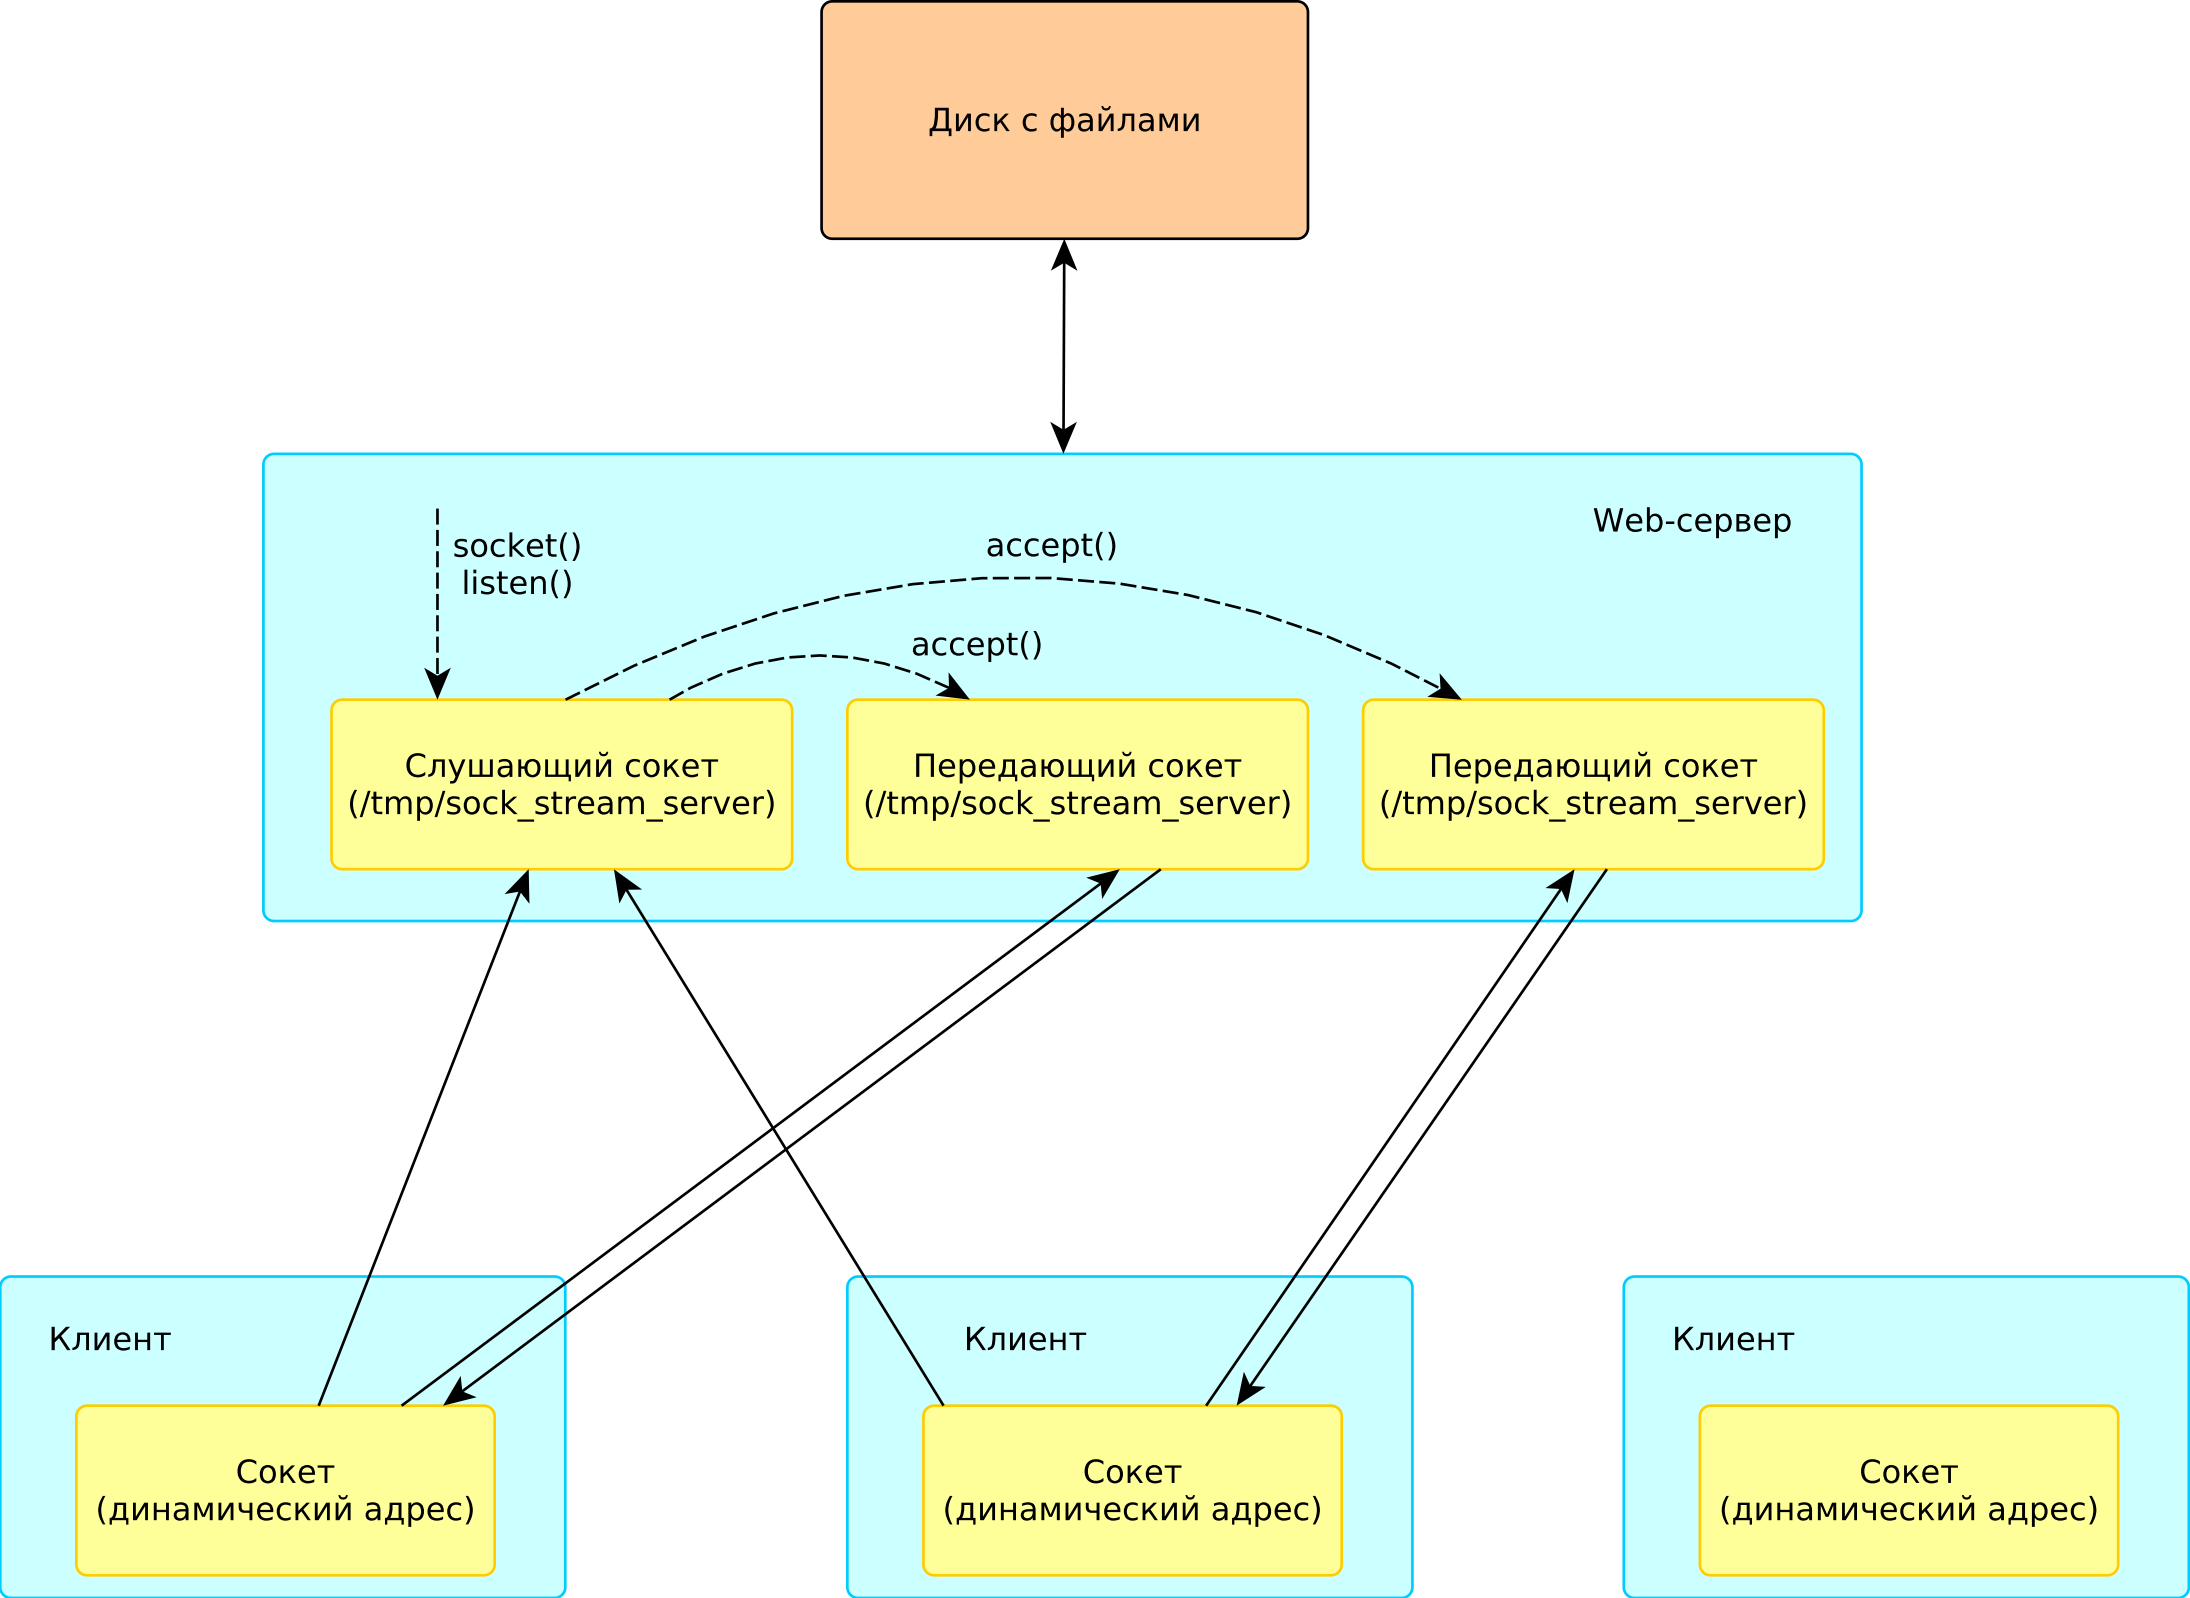 Диск с файлами
Web-сервер
socket()
listen()
accept()
accept()
Слушающий сокет
(/tmp/sock_stream_server)
Передающий сокет
(/tmp/sock_stream_server)
Передающий сокет
(/tmp/sock_stream_server)
Клиент
Сокет
(динамический адрес)
Клиент
Сокет
(динамический адрес)
Клиент
Сокет
(динамический адрес)